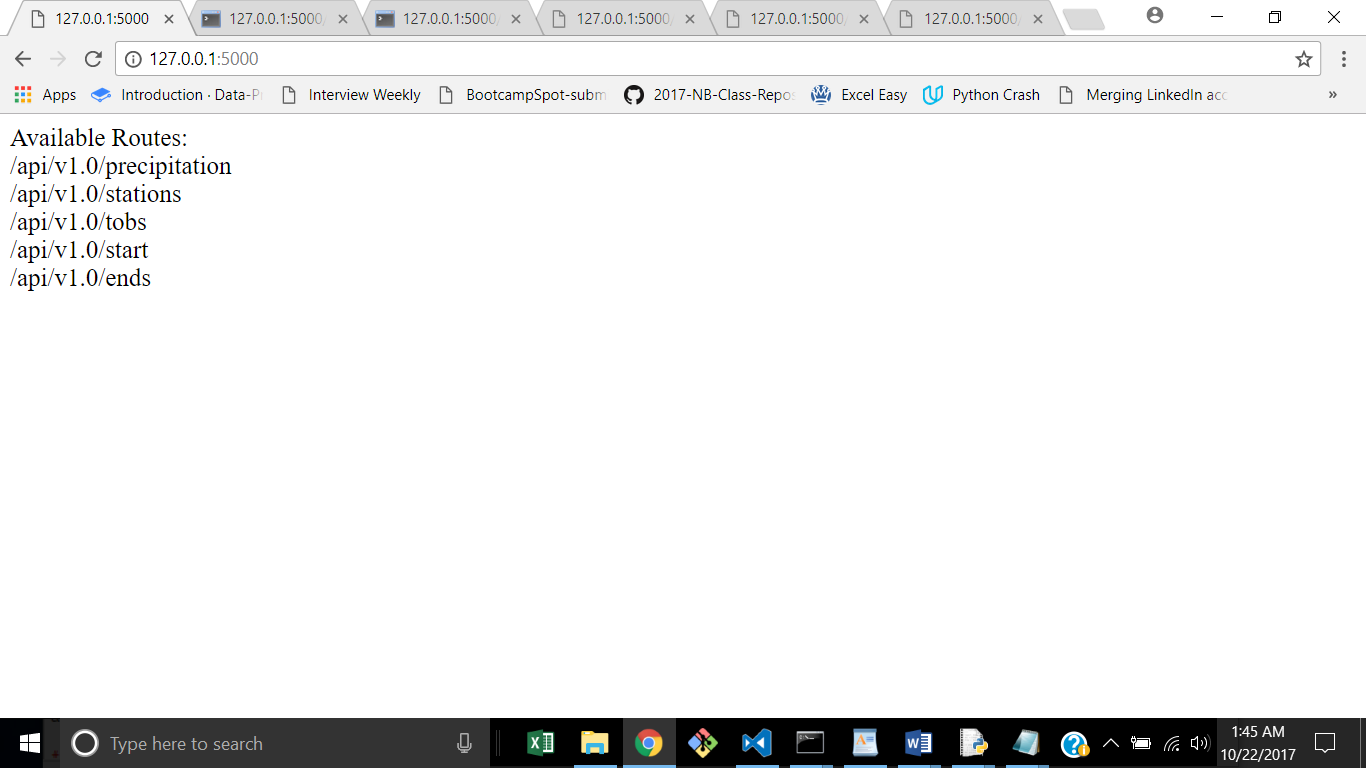 127.0.0.1:5000
127.0.0.1:5000/
127.0.0.1:5000/
127.0.0.1:5000/
127.0.0.1:5000/
127.0.0.1:5000/
127.0.0.1:5000
Apps
Introduction · Data-Pr
Interview Weekly
BootcampSpot-subm
2017-NB-Class-Repos
Excel Easy
Python Crash
Merging LinkedIn acc
»
Available Routes:
/api/v1.0/precipitation
/api/v1.0/stations
/api/v1.0/tobs
/api/v1.0/start
/api/v1.0/ends
Type here to search
1:45 AM
10/22/2017